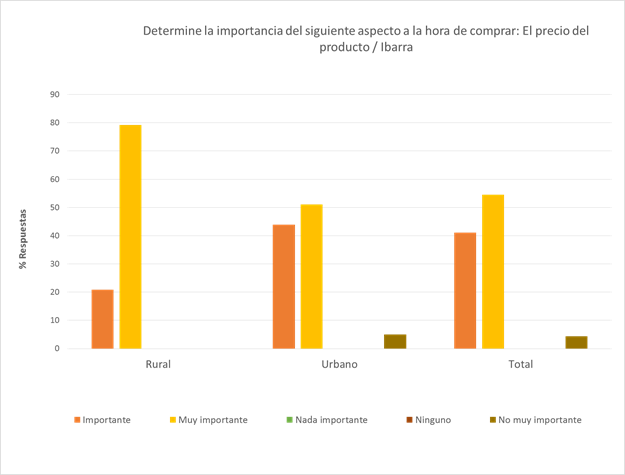 Determine la importancia del siguiente aspecto a la hora de comprar: El precio del
producto / Ibarra
% Respuestas
90
80
70
60
50
40
30
20
10
0
Rural Urbano Total
Importante Muy importante Nada importante Ninguno No muy importante